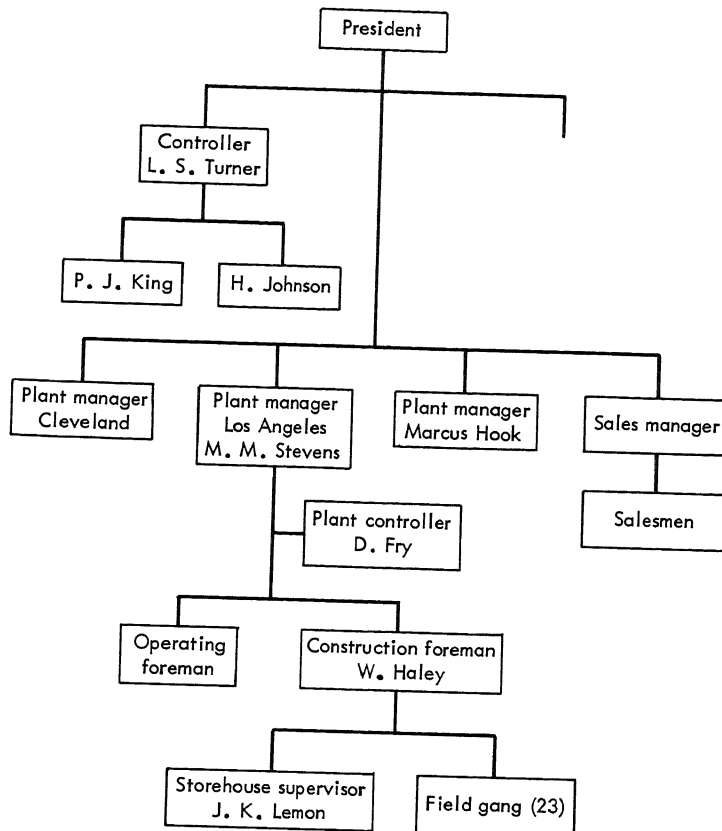 President
Controller
L. S. Turner
P. J. King
H. Johnson
Plant manager
Cleveland
Plant manager
Los Angeles
M. M. Stevens
Plant manager
Marcus Hook
Sales manager
Salesmen
Plant controller
D. Fry
Operating
foreman
Construction foreman
W. Haley
Storehouse supervisor
J. K. Lemon
Field gang (23)